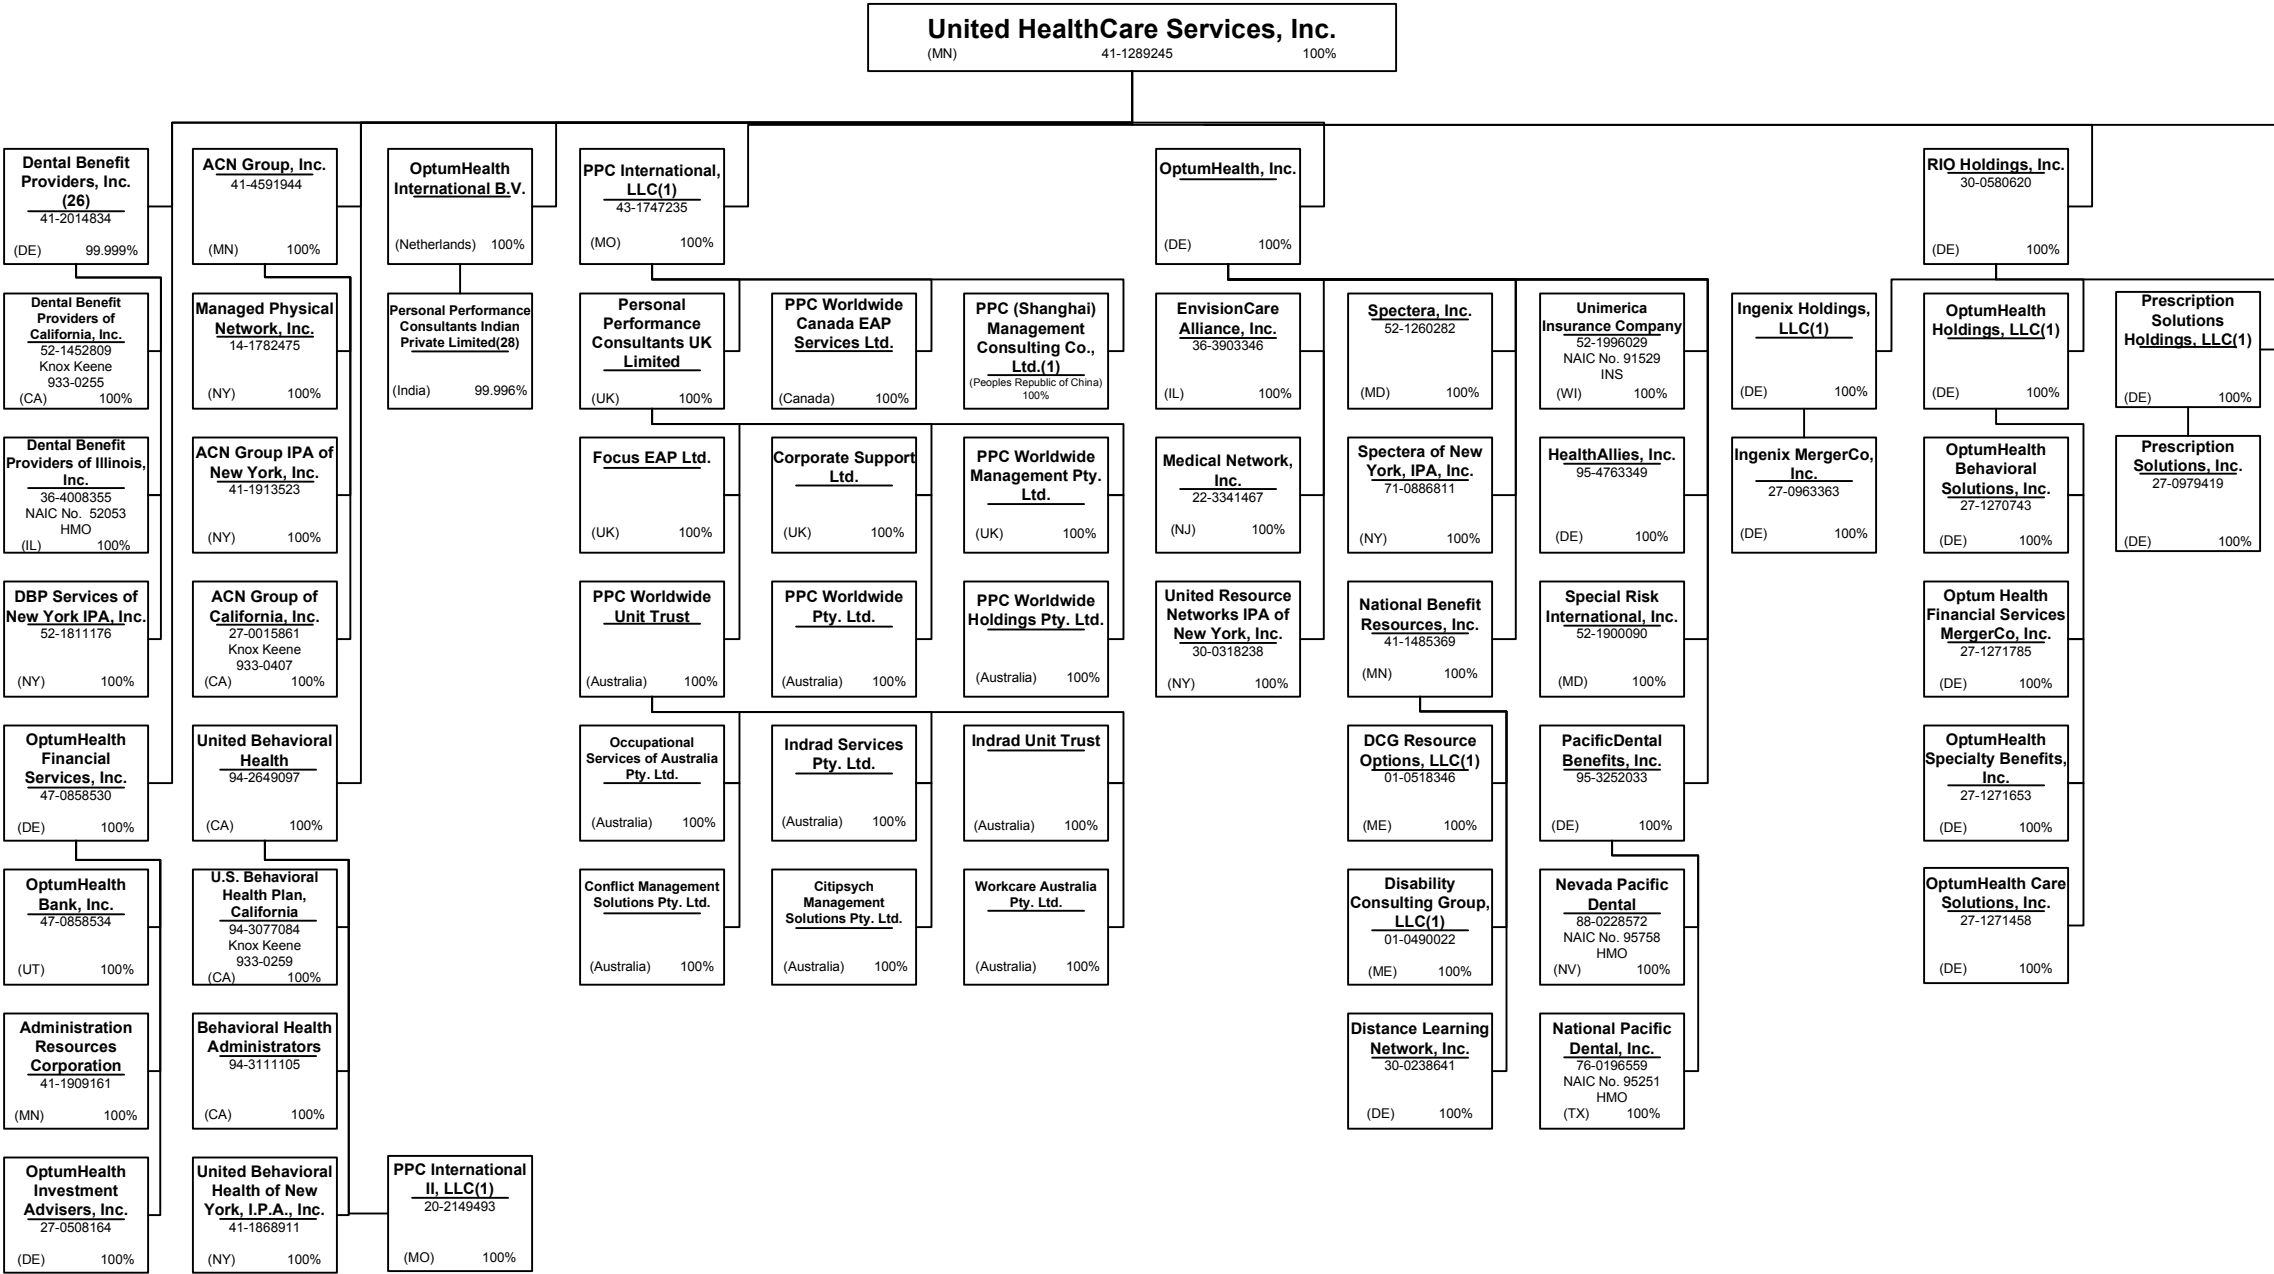 United HealthCare Services, Inc.
(MN) 41-1289245 100%
Dental Benefit
Providers, Inc.
(26)
41-2014834
(DE) 99.999%
ACN Group, Inc.
41-4591944
(MN) 100%
OptumHealth
International B.V.
(Netherlands) 100%
PPC International,
LLC(1)
43-1747235
(MO) 100%
OptumHealth, Inc.
(DE) 100%
RIO Holdings, Inc.
30-0580620
(DE) 100%
Dental Benefit
Providers of
California, Inc.
52-1452809
Knox Keene
933-0255
(CA) 100%
Managed Physical
Network, Inc.
14-1782475
(NY) 100%
Personal Performance
Consultants Indian
Private Limited(28)
(India) 99.996%
Personal
Performance
Consultants UK
Limited
(UK) 100%
PPC Worldwide
Canada EAP
Services Ltd.
(Canada) 100%
PPC (Shanghai)
Management
Consulting Co.,
Ltd.(1)
(Peoples Republic of China)
100%
EnvisionCare
Alliance, Inc.
36-3903346
(IL) 100%
Spectera, Inc.
52-1260282
(MD) 100%
Unimerica
Insurance Company
52-1996029
NAIC No. 91529
INS
(WI) 100%
Ingenix Holdings,
LLC(1)
(DE) 100%
OptumHealth
Holdings, LLC(1)
(DE) 100%
Prescription
Solutions
Holdings, LLC(1)
(DE) 100%
Dental Benefit
Providers of Illinois,
Inc.
36-4008355
NAIC No. 52053
HMO
(IL) 100%
ACN Group IPA of
New York, Inc.
41-1913523
(NY) 100%
Focus EAP Ltd.
(UK) 100%
Corporate Support
Ltd.
(UK) 100%
PPC Worldwide
Management Pty.
Ltd.
(UK) 100%
Medical Network,
Inc.
22-3341467
(NJ) 100%
Spectera of New
York, IPA, Inc.
71-0886811
(NY) 100%
HealthAllies, Inc.
95-4763349
(DE) 100%
Ingenix MergerCo,
Inc.
27-0963363
(DE) 100%
OptumHealth
Behavioral
Solutions, Inc.
27-1270743
(DE) 100%
Prescription
Solutions, Inc.
27-0979419
(DE) 100%
DBP Services of
New York IPA, Inc.
52-1811176
(NY) 100%
ACN Group of
California, Inc.
27-0015861
Knox Keene
933-0407
(CA) 100%
PPC Worldwide
Unit Trust
(Australia) 100%
PPC Worldwide
Pty. Ltd.
(Australia) 100%
PPC Worldwide
Holdings Pty. Ltd.
(Australia) 100%
United Resource
Networks IPA of
New York, Inc.
30-0318238
(NY) 100%
National Benefit
Resources, Inc.
41-1485369
(MN) 100%
Special Risk
International, Inc.
52-1900090
(MD) 100%
Optum Health
Financial Services
MergerCo, Inc.
27-1271785
(DE) 100%
OptumHealth
Financial
Services, Inc.
47-0858530
(DE) 100%
United Behavioral
Health
94-2649097
(CA) 100%
Occupational
Services of Australia
Pty. Ltd.
(Australia) 100%
Indrad Services
Pty. Ltd.
(Australia) 100%
Indrad Unit Trust
(Australia) 100%
DCG Resource
Options, LLC(1)
01-0518346
(ME) 100%
PacificDental
Benefits, Inc.
95-3252033
(DE) 100%
OptumHealth
Specialty Benefits,
Inc.
27-1271653
(DE) 100%
OptumHealth
Bank, Inc.
47-0858534
(UT) 100%
U.S. Behavioral
Health Plan,
California
94-3077084
Knox Keene
933-0259
(CA) 100%
Conflict Management
Solutions Pty. Ltd.
(Australia) 100%
Citipsych
Management
Solutions Pty. Ltd.
(Australia) 100%
Workcare Australia
Pty. Ltd.
(Australia) 100%
Disability
Consulting Group,
LLC(1)
01-0490022
(ME) 100%
Nevada Pacific
Dental
88-0228572
NAIC No. 95758
HMO
(NV) 100%
OptumHealth Care
Solutions, Inc.
27-1271458
(DE) 100%
Administration
Resources
Corporation
41-1909161
(MN) 100%
Behavioral Health
Administrators
94-3111105
(CA) 100%
Distance Learning
Network, Inc.
30-0238641
(DE) 100%
National Pacific
Dental, Inc.
76-0196559
NAIC No. 95251
HMO
(TX) 100%
OptumHealth
Investment
Advisers, Inc.
27-0508164
(DE) 100%
United Behavioral
Health of New
York, I.P.A., Inc.
41-1868911
(NY) 100%
PPC International
II, LLC(1)
20-2149493
(MO) 100%